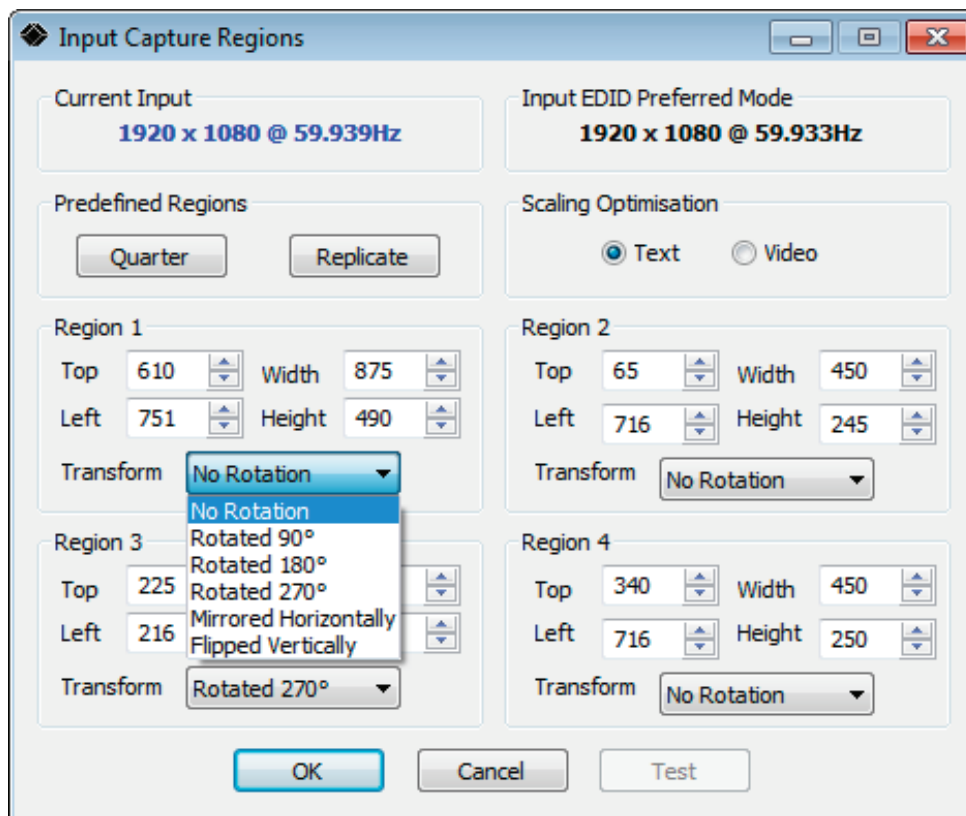 Input Capture Regions
Current Input
1920 x 1080 @ 59.939Hz
Input EDID Preferred Mode
1920 x 1080 @ 59.933Hz
Predefined Regions
Quarter Replicate
Scaling Optimisation
Text Video
Region 1
Top 610 Width 875
Left 751 Height 490
Transform No Rotation
No Rotation
Rotated 90°
Rotated 180°
Rotated 270°
Mirrored Horizontally
Flipped Vertically
Region 2
Top 65 Width 450
Left 716 Height 245
Transform No Rotation
Region 3
Top 225
Left 216
Transform Rotated 270°
Region 4
Top 340 Width 450
Left 716 Height 250
Transform No Rotation
OK Cancel Test